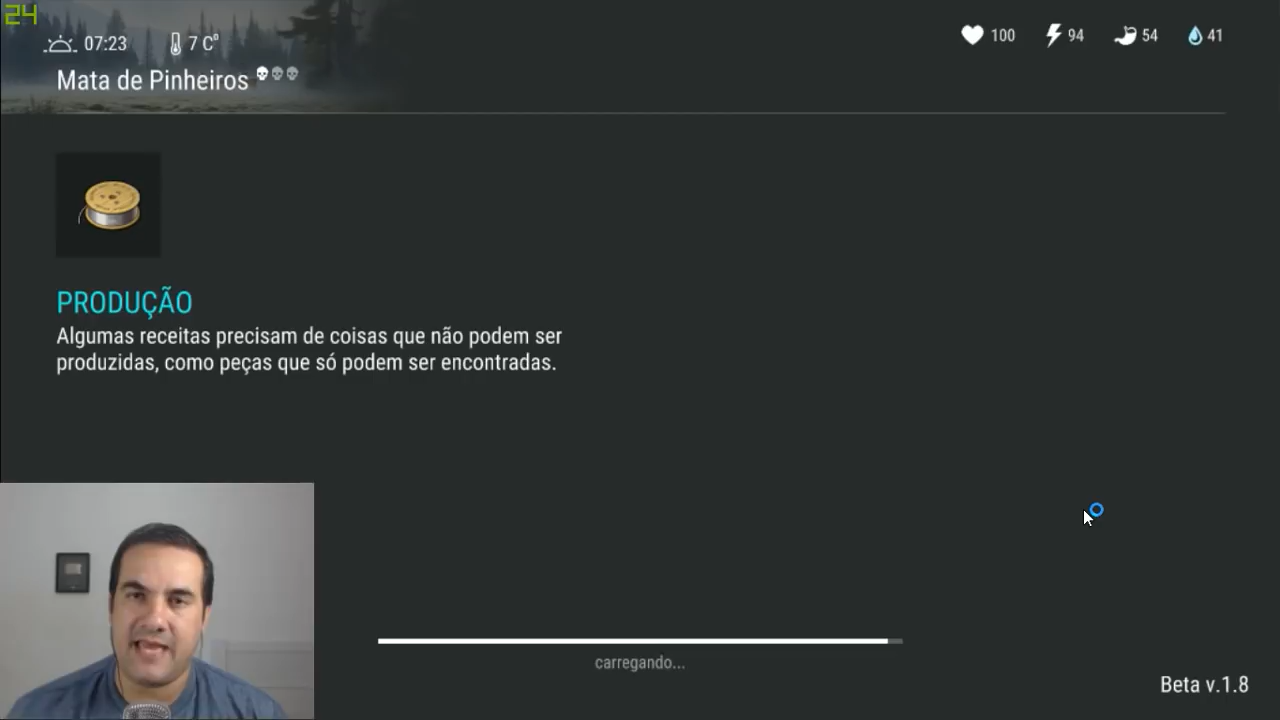 24
07:23 7 Cº
100 94 54 41
Mata de Pinheiros
PRODUÇÃO
Algumas receitas precisam de coisas que não podem ser
produzidas, como peças que só podem ser encontradas.
carregando...
Beta v.1.8